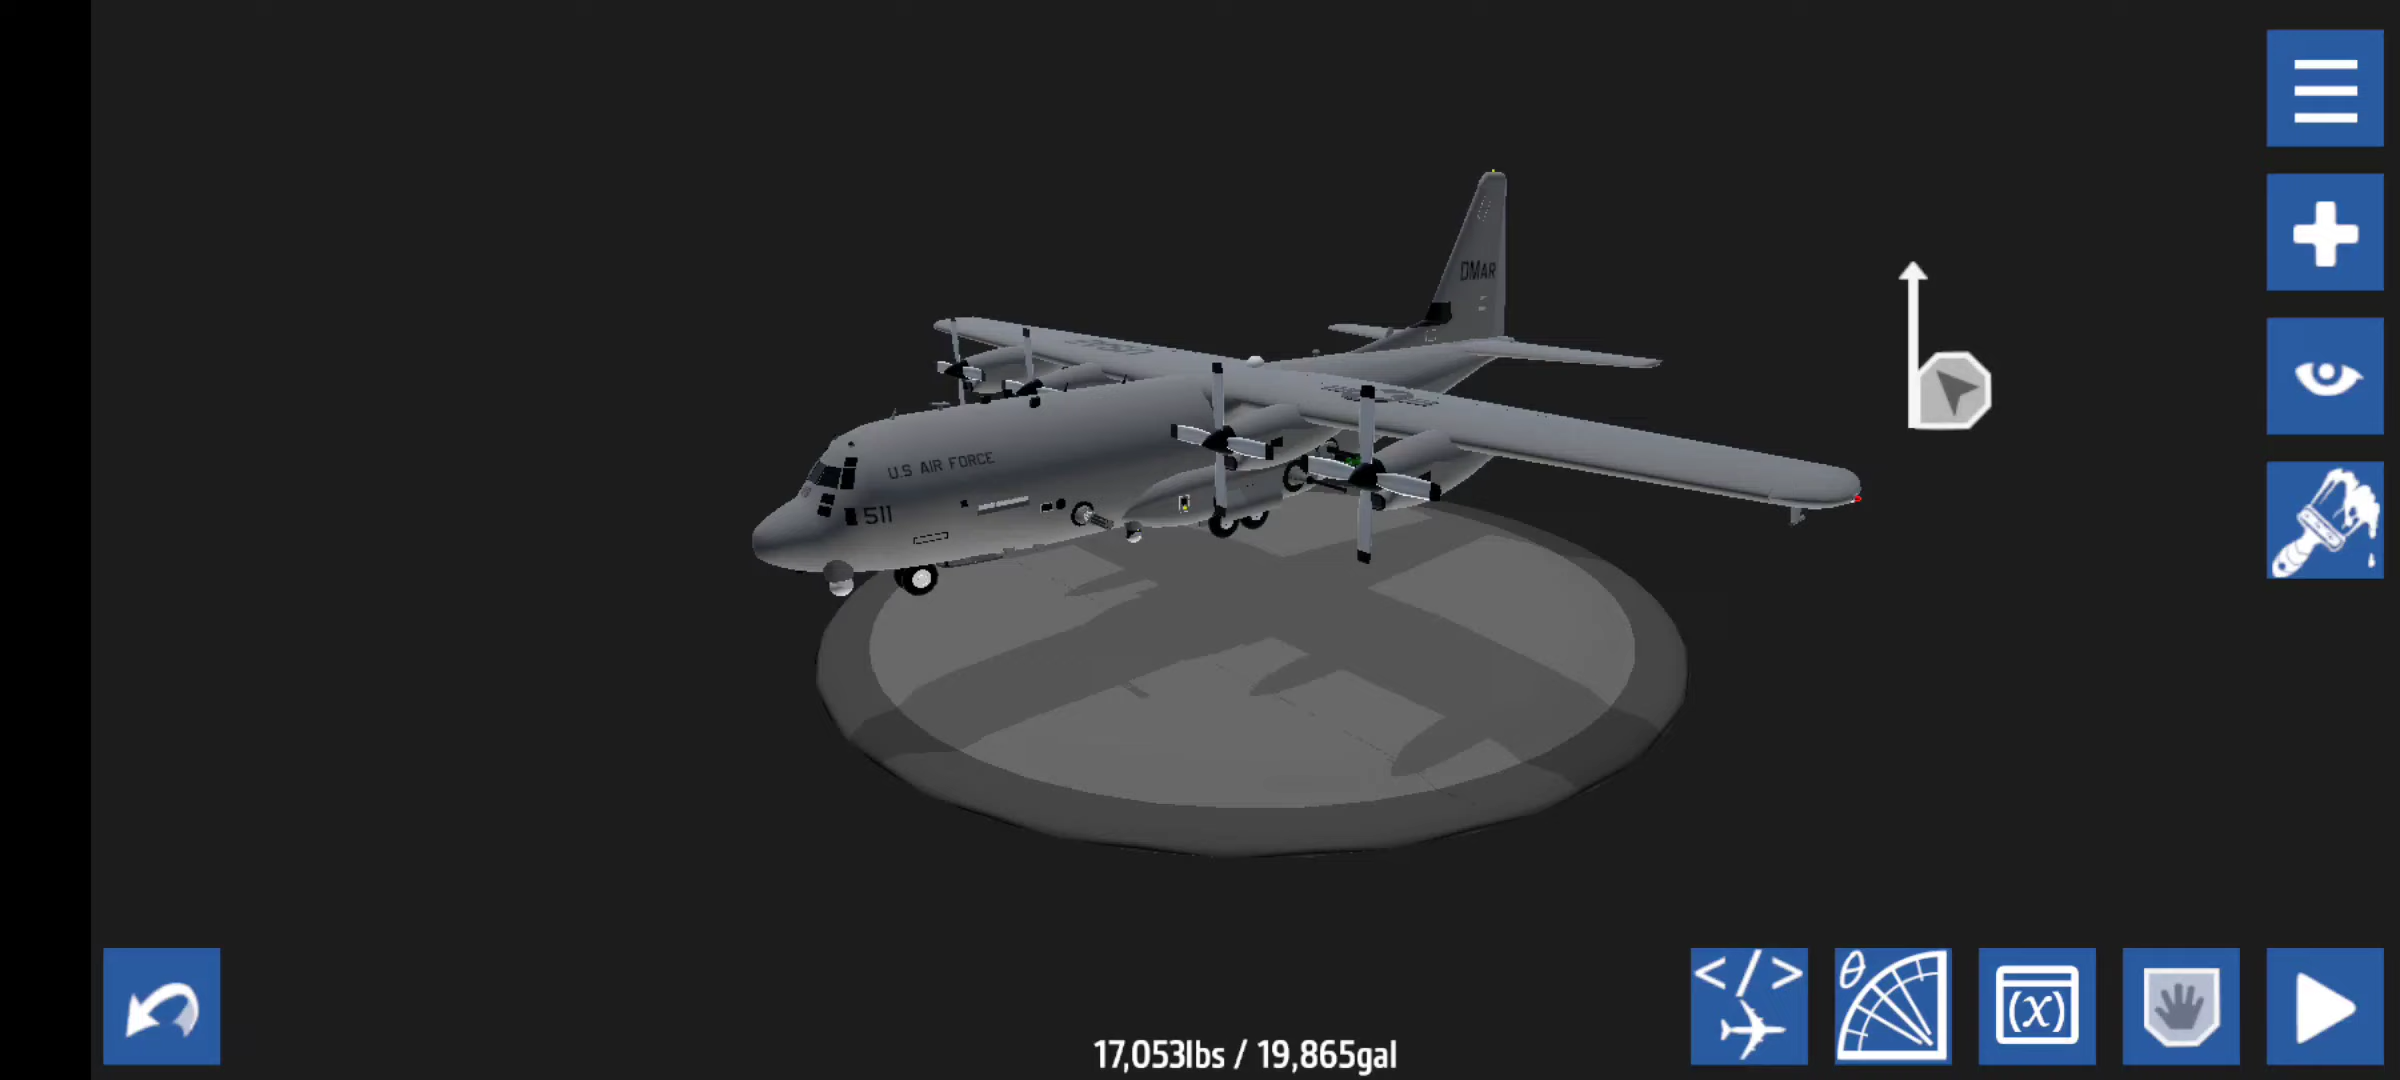 DMAR
U.S AIR FORCE
511
</>
θ
(x)
17,053lbs / 19,865gal